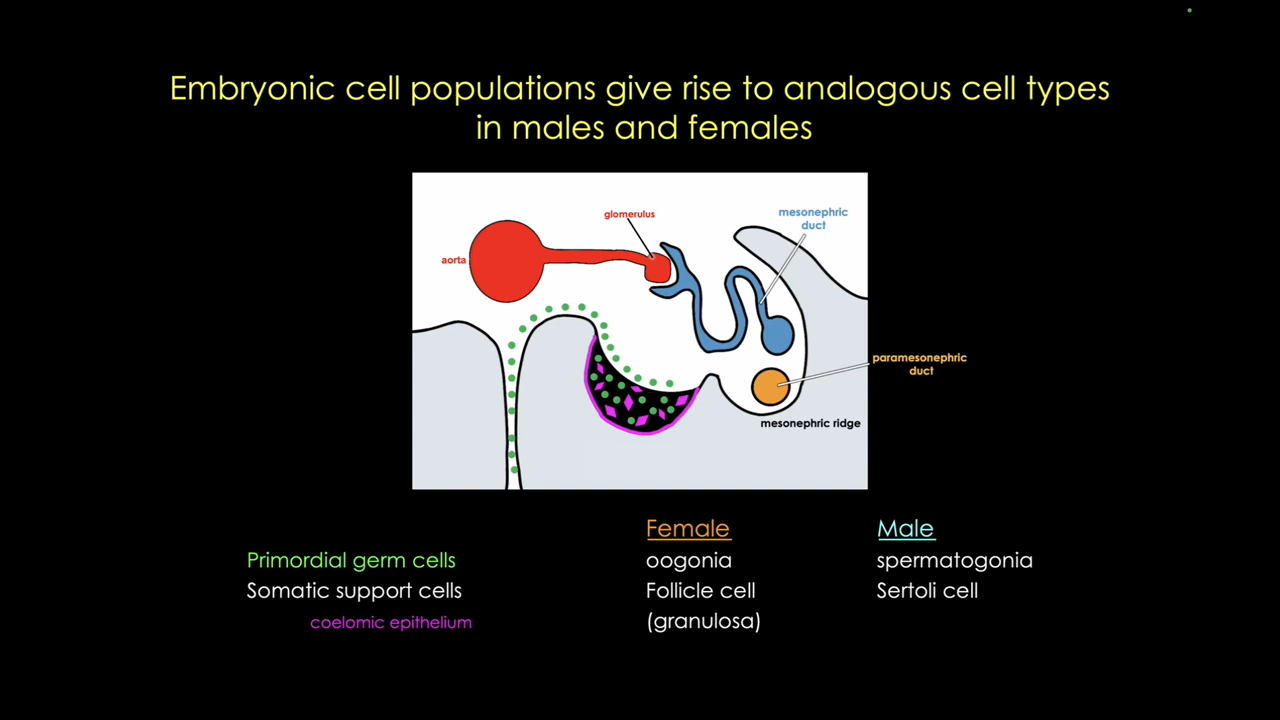 Embryonic cell populations give rise to analogous cell types
in males and females
glomerulus
mesonephric
duct
aorta
paramesonephric
duct
mesonephric ridge
Female
Male
Primordial germ cells
oogonia
spermatogonia
Somatic support cells
Follicle cell
Sertoli cell
coelomic epithelium
(granulosa)